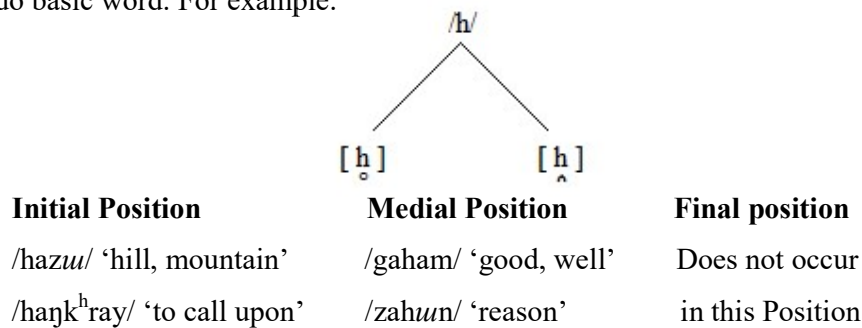 do basic word. For example:
/h/
[h̥] [h̭]
Initial Position Medial Position Final position
/hazɯ/ ‘hill, mountain’ /gaham/ ‘good, well’ Does not occur
/haŋkʰray/ ‘to call upon’ /zahɯn/ ‘reason’ in this Position